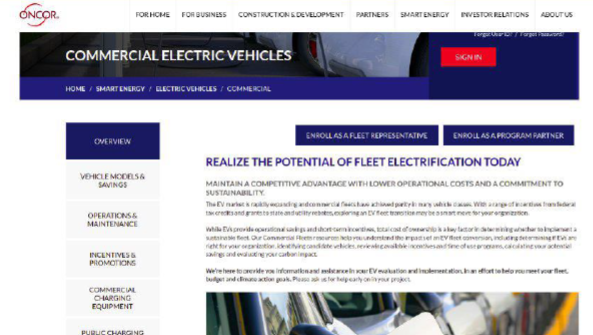 ONCOR
FOR HOME FOR BUSINESS CONSTRUCTION & DEVELOPMENT PARTNERS SMART ENERGY INVESTOR RELATIONS ABOUT US
Forgot User ID? / Forgot Password?
COMMERCIAL ELECTRIC VEHICLES
SIGN IN
HOME / SMART ENERGY / ELECTRIC VEHICLES / COMMERCIAL
OVERVIEW
VEHICLE MODELS &
SAVINGS
OPERATIONS &
MAINTENANCE
INCENTIVES &
PROMOTIONS
COMMERCIAL
CHARGING
EQUIPMENT
PUBLIC CHARGING
ENROLL AS A FLEET REPRESENTATIVE ENROLL AS A PROGRAM PARTNER
REALIZE THE POTENTIAL OF FLEET ELECTRIFICATION TODAY
MAINTAIN A COMPETITIVE ADVANTAGE WITH LOWER OPERATIONAL COSTS AND A COMMITMENT TO
SUSTAINABILITY.
The EV market is rapidly expanding and commercial fleets have achieved parity in many vehicle classes. With a range of incentives from federal
tax credits and grants to state and utility rebates, exploring an EV fleet transition may be a smart move for your organization.
While EVs provide operational savings and short-term incentives, total cost of ownership is a key factor in determining whether to implement a
sustainable fleet. Our Commercial Fleet resources help you understand the impacts of an EV fleet conversion, including determining if EVs are
right for your organization, identifying candidate vehicles, reviewing available incentives and time of use programs, calculating your potential
savings and evaluating your carbon impact.
We're here to provide you information and assistance in your EV evaluation and implementation, in an effort to help you meet your fleet,
budget and climate action goals. Please ask us for help early on in your project.